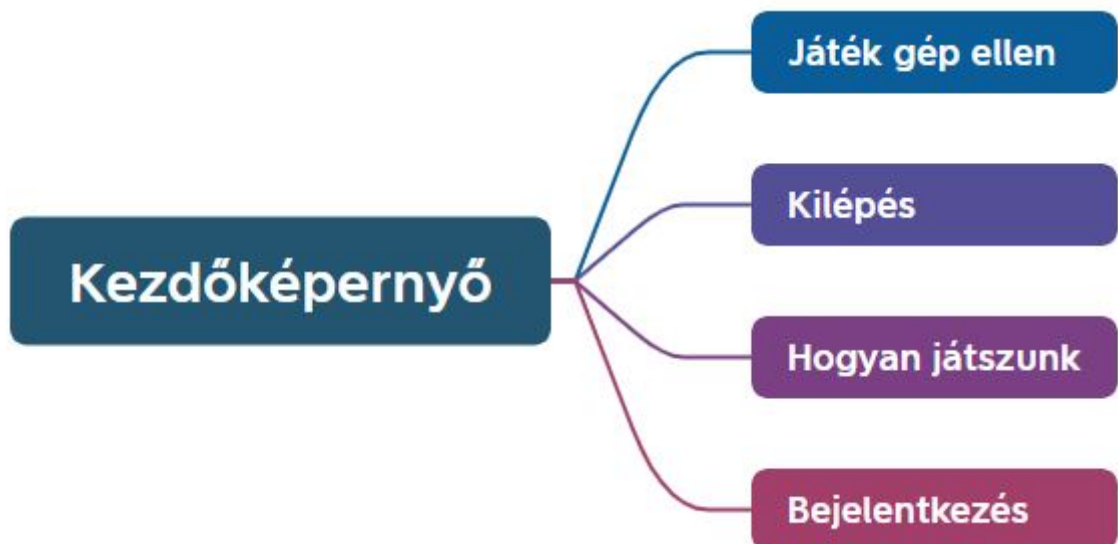 Kezdőképernyő
Játék gép ellen
Kilépés
Hogyan játszunk
Bejelentkezés